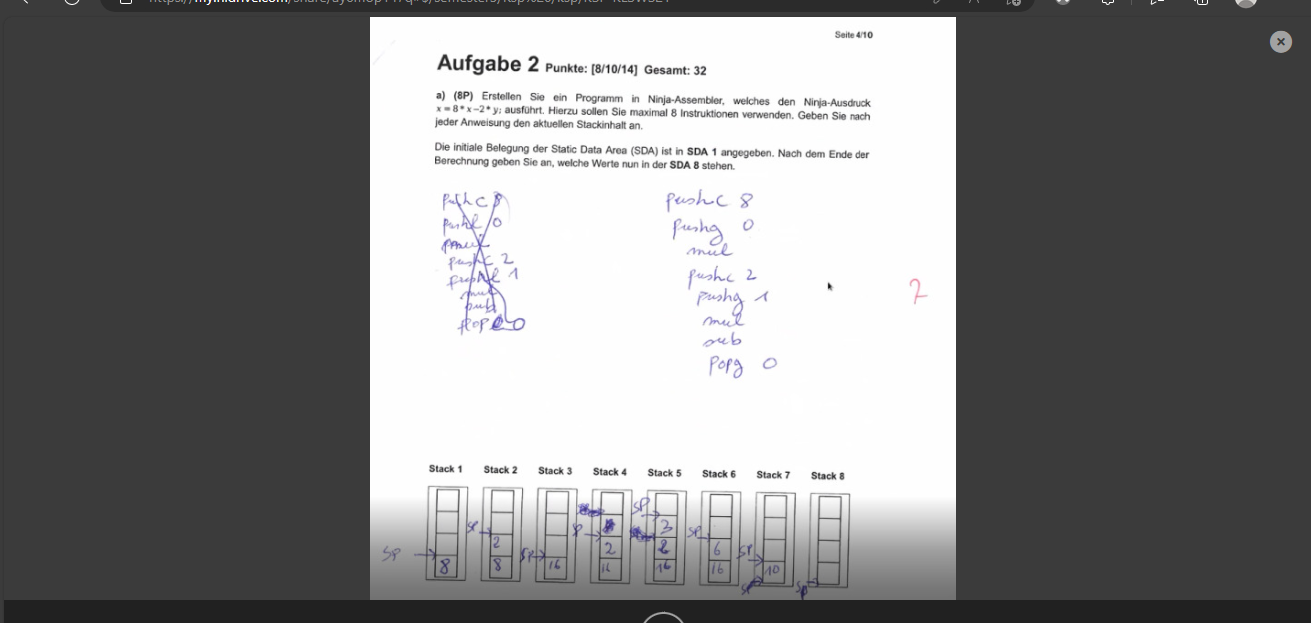 Seite 4/10
Aufgabe 2 Punkte: [8/10/14] Gesamt: 32
a) (8P) Erstellen Sie ein Programm in Ninja-Assembler, welches den Ninja-Ausdruck
x = 8 * x - 2 * y; ausführt. Hierzu sollen Sie maximal 8 Instruktionen verwenden. Geben Sie nach
jeder Anweisung den aktuellen Stackinhalt an.
Die initiale Belegung der Static Data Area (SDA) ist in SDA 1 angegeben. Nach dem Ende der
Berechnung geben Sie an, welche Werte nun in der SDA 8 stehen.
pushc 8
pushl 0
mul
pushc 2
pushl 1
mul
sub
popl 0
pushc 8
pushg 0
mul
pushc 2
pushg 1
mul
sub
popg 0
7
Stack 1 Stack 2 Stack 3 Stack 4 Stack 5 Stack 6 Stack 7 Stack 8
SP
3
SP SP SP
2 2 2 6 SP
SP 8 8 SP 16 16 16 16 10
SP SP